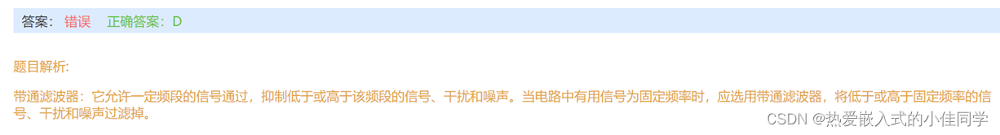 答案： 错误 正确答案：D
题目解析:
带通滤波器：它允许一定频段的信号通过，抑制低于或高于该频段的信号、干扰和噪声。当电路中有用信号为固定频率时，应选用带通滤波器，将低于或高于固定频率的信
号、干扰和噪声过滤掉。
CSDN @热爱嵌入式的小佳同学